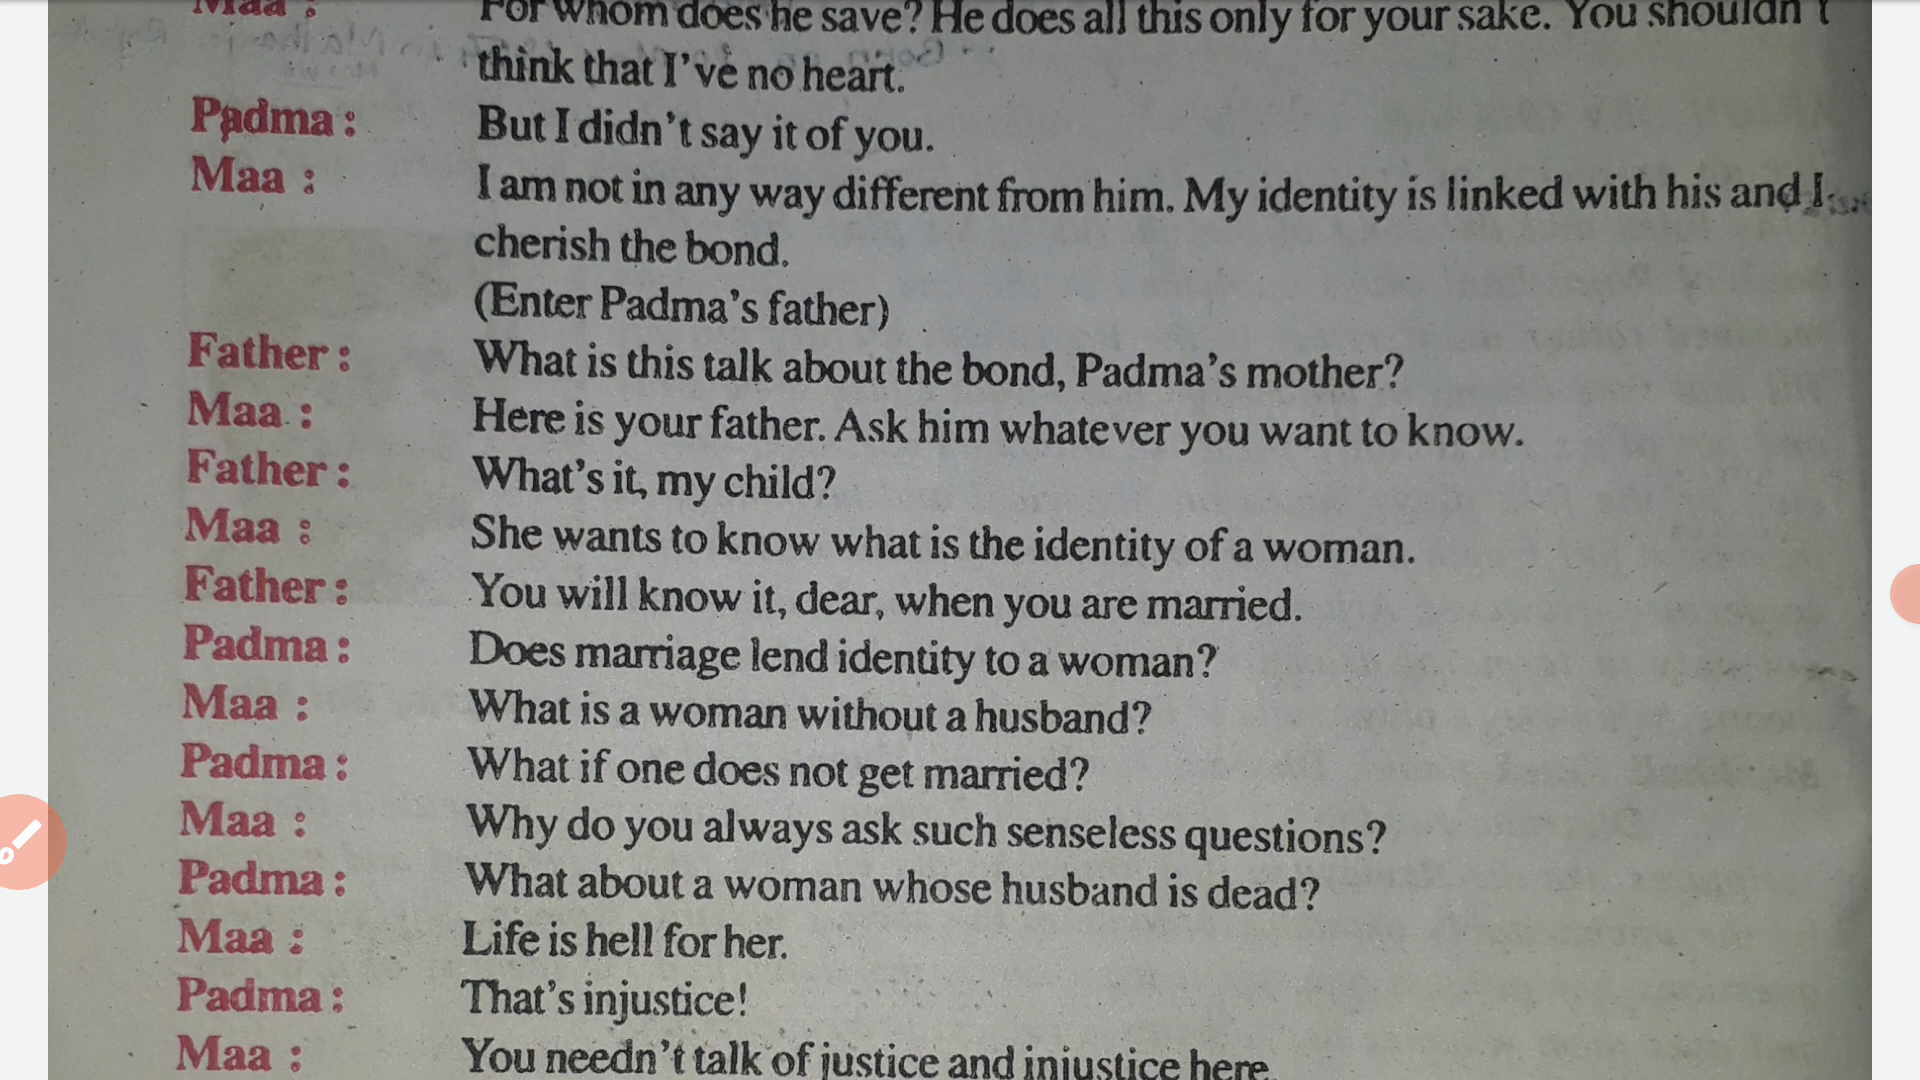 Maa : For whom does he save? He does all this only for your sake. You shouldn't
think that I've no heart.
Padma : But I didn't say it of you.
Maa : I am not in any way different from him. My identity is linked with his and I
cherish the bond.
(Enter Padma's father)
Father : What is this talk about the bond, Padma's mother?
Maa : Here is your father. Ask him whatever you want to know.
Father : What's it, my child?
Maa : She wants to know what is the identity of a woman.
Father : You will know it, dear, when you are married.
Padma : Does marriage lend identity to a woman?
Maa : What is a woman without a husband?
Padma : What if one does not get married?
Maa : Why do you always ask such senseless questions?
Padma : What about a woman whose husband is dead?
Maa : Life is hell for her.
Padma : That's injustice!
Maa : You needn't talk of justice and injustice here.